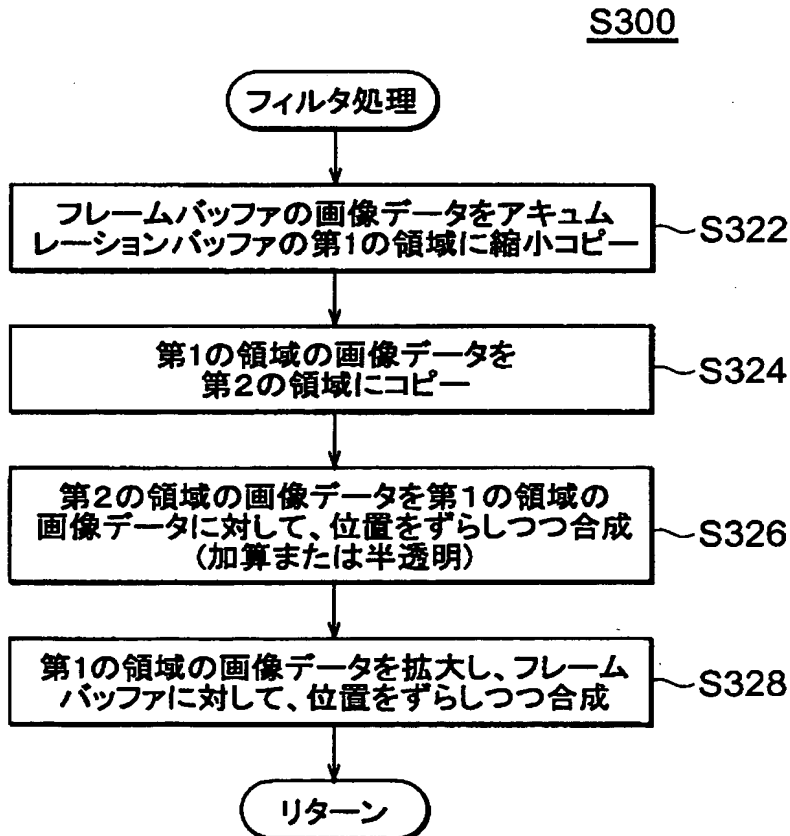 S300
フィルタ処理
フレームバッファの画像データをアキュム
レーションバッファの第1の領域に縮小コピー
S322
第1の領域の画像データを
第2の領域にコピー
S324
第2の領域の画像データを第1の領域の
画像データに対して、位置をずらしつつ合成
(加算または半透明)
S326
第1の領域の画像データを拡大し、フレーム
バッファに対して、位置をずらしつつ合成
S328
リターン